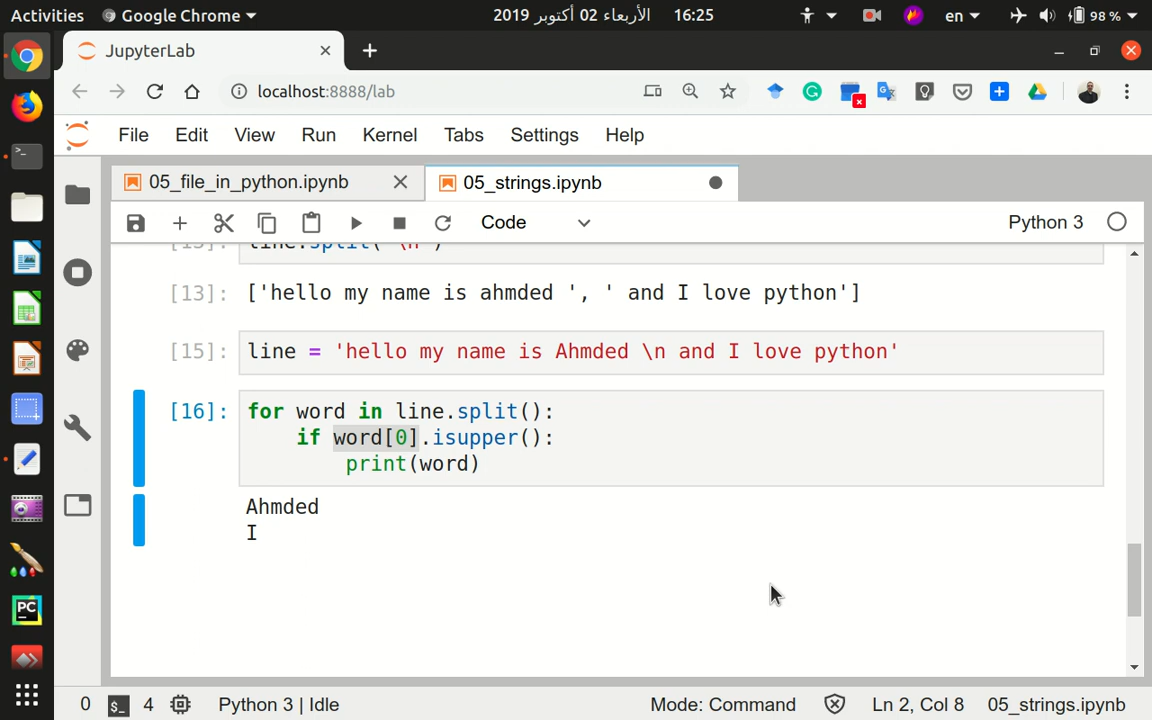 Activities Google Chrome الأربعاء 02 أكتوبر 2019 16:25 en 98 %
JupyterLab
localhost:8888/lab
File Edit View Run Kernel Tabs Settings Help
05_file_in_python.ipynb 05_strings.ipynb
Code Python 3
[13]: ['hello my name is ahmded ', ' and I love python']
[15]: line = 'hello my name is Ahmded \n and I love python'
[16]: for word in line.split():
if word[0].isupper():
print(word)
Ahmded
I
0 $_ 4 Python 3 | Idle Mode: Command Ln 2, Col 8 05_strings.ipynb